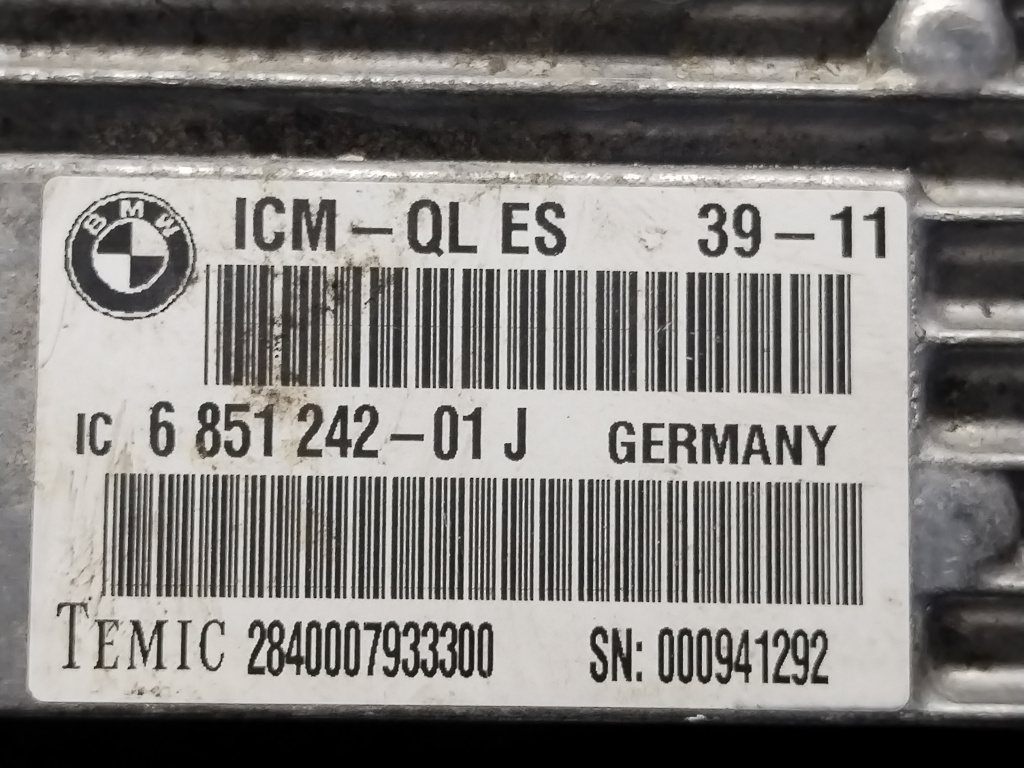 BMW
ICM – QL ES 39 – 11
IC 6 851 242 – 01 J GERMANY
TEMIC 2840007933300 SN: 000941292